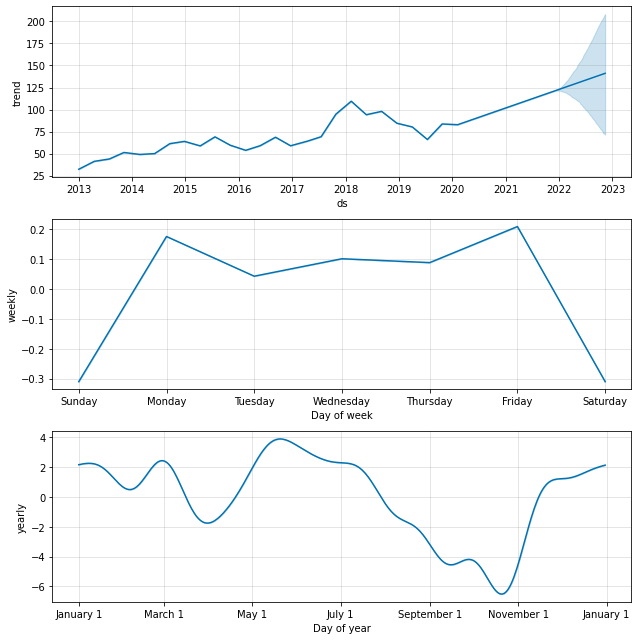 200
175
150
125
100
75
50
25
trend
2013 2014 2015 2016 2017 2018 2019 2020 2021 2022 2023
ds
0.2
0.1
0.0
−0.1
−0.2
−0.3
weekly
Sunday Monday Tuesday Wednesday Thursday Friday Saturday
Day of week
4
2
0
−2
−4
−6
yearly
January 1 March 1 May 1 July 1 September 1 November 1 January 1
Day of year